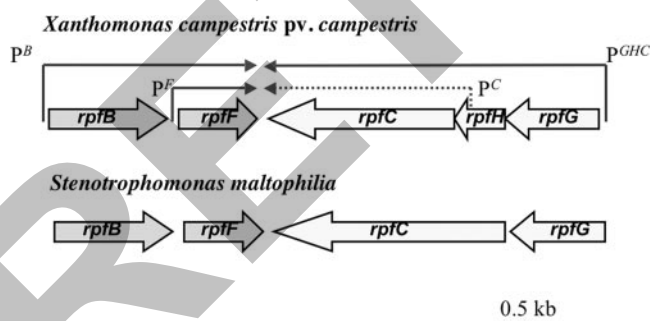 Xanthomonas campestris pv. campestris
P^B P^GHC
P^F P^C
rpfB rpfF rpfC rpfH rpfG
Stenotrophomonas maltophilia
rpfB rpfF rpfC rpfG
0.5 kb